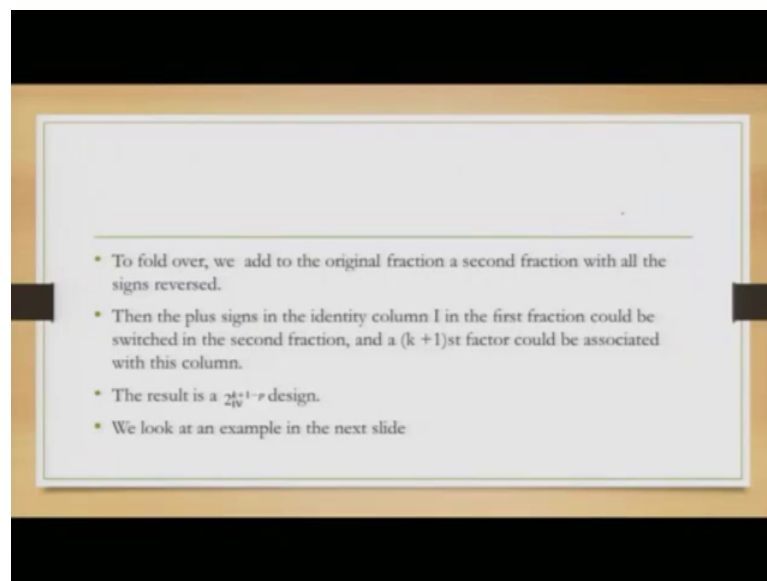 • To fold over, we add to the original fraction a second fraction with all the
signs reversed.
• Then the plus signs in the identity column I in the first fraction could be
switched in the second fraction, and a (k +1)st factor could be associated
with this column.
• The result is a 2_{IV}^{k+1-p} design.
• We look at an example in the next slide